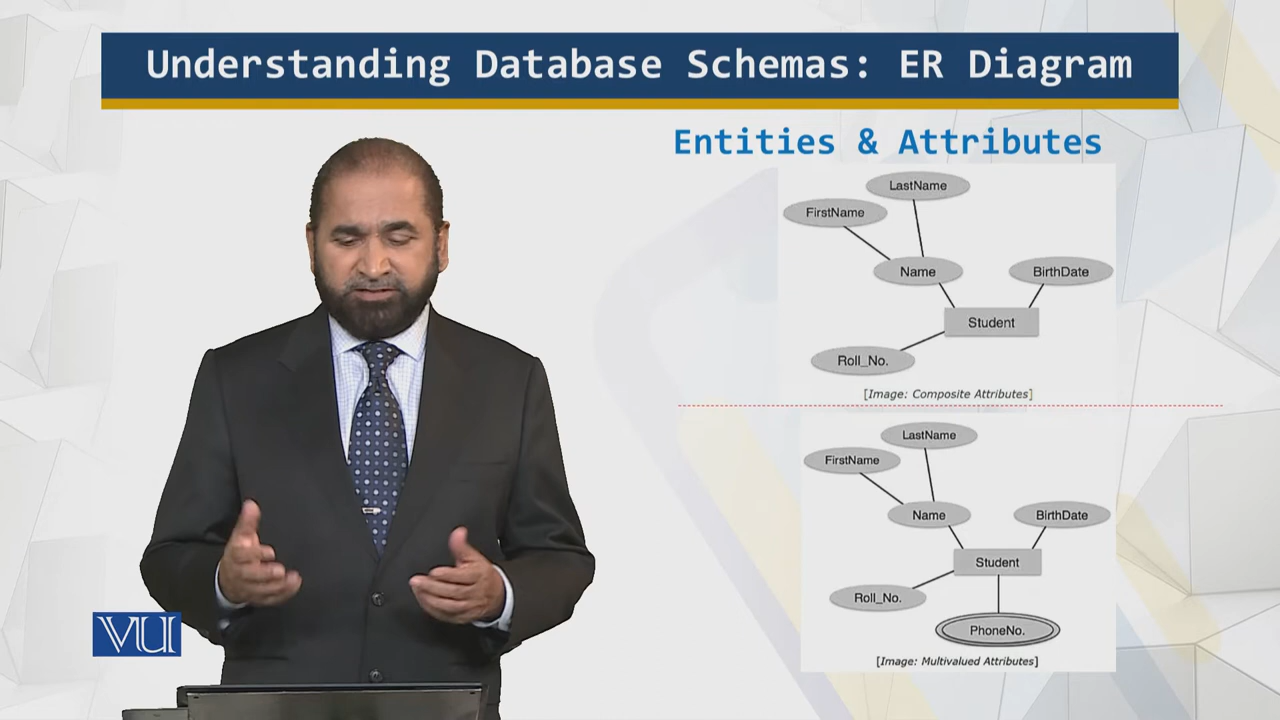 Understanding Database Schemas: ER Diagram
Entities & Attributes
LastName
FirstName
Name
BirthDate
Student
Roll_No.
[Image: Composite Attributes]
LastName
FirstName
Name
BirthDate
Student
Roll_No.
PhoneNo.
[Image: Multivalued Attributes]
VU